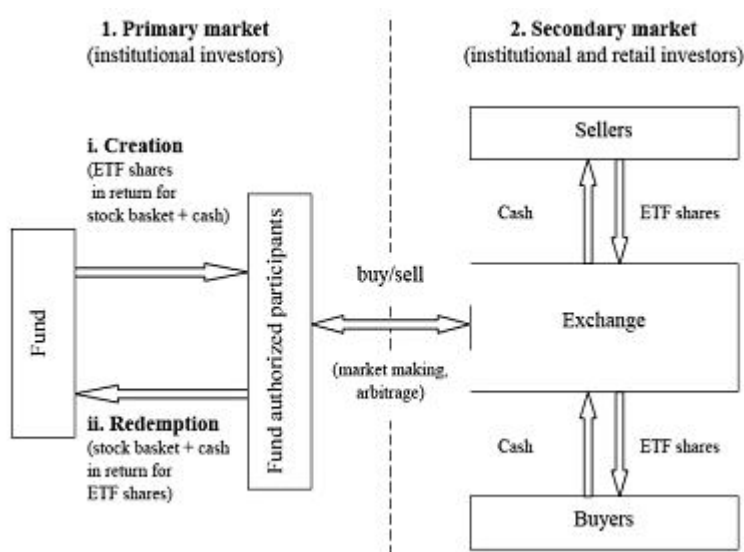 1. Primary market
(institutional investors)
2. Secondary market
(institutional and retail investors)
i. Creation
(ETF shares
in return for
stock basket + cash)
Fund
Fund authorized participants
ii. Redemption
(stock basket + cash
in return for
ETF shares)
buy/sell
(market making,
arbitrage)
Sellers
Cash
ETF shares
Exchange
Cash
ETF shares
Buyers